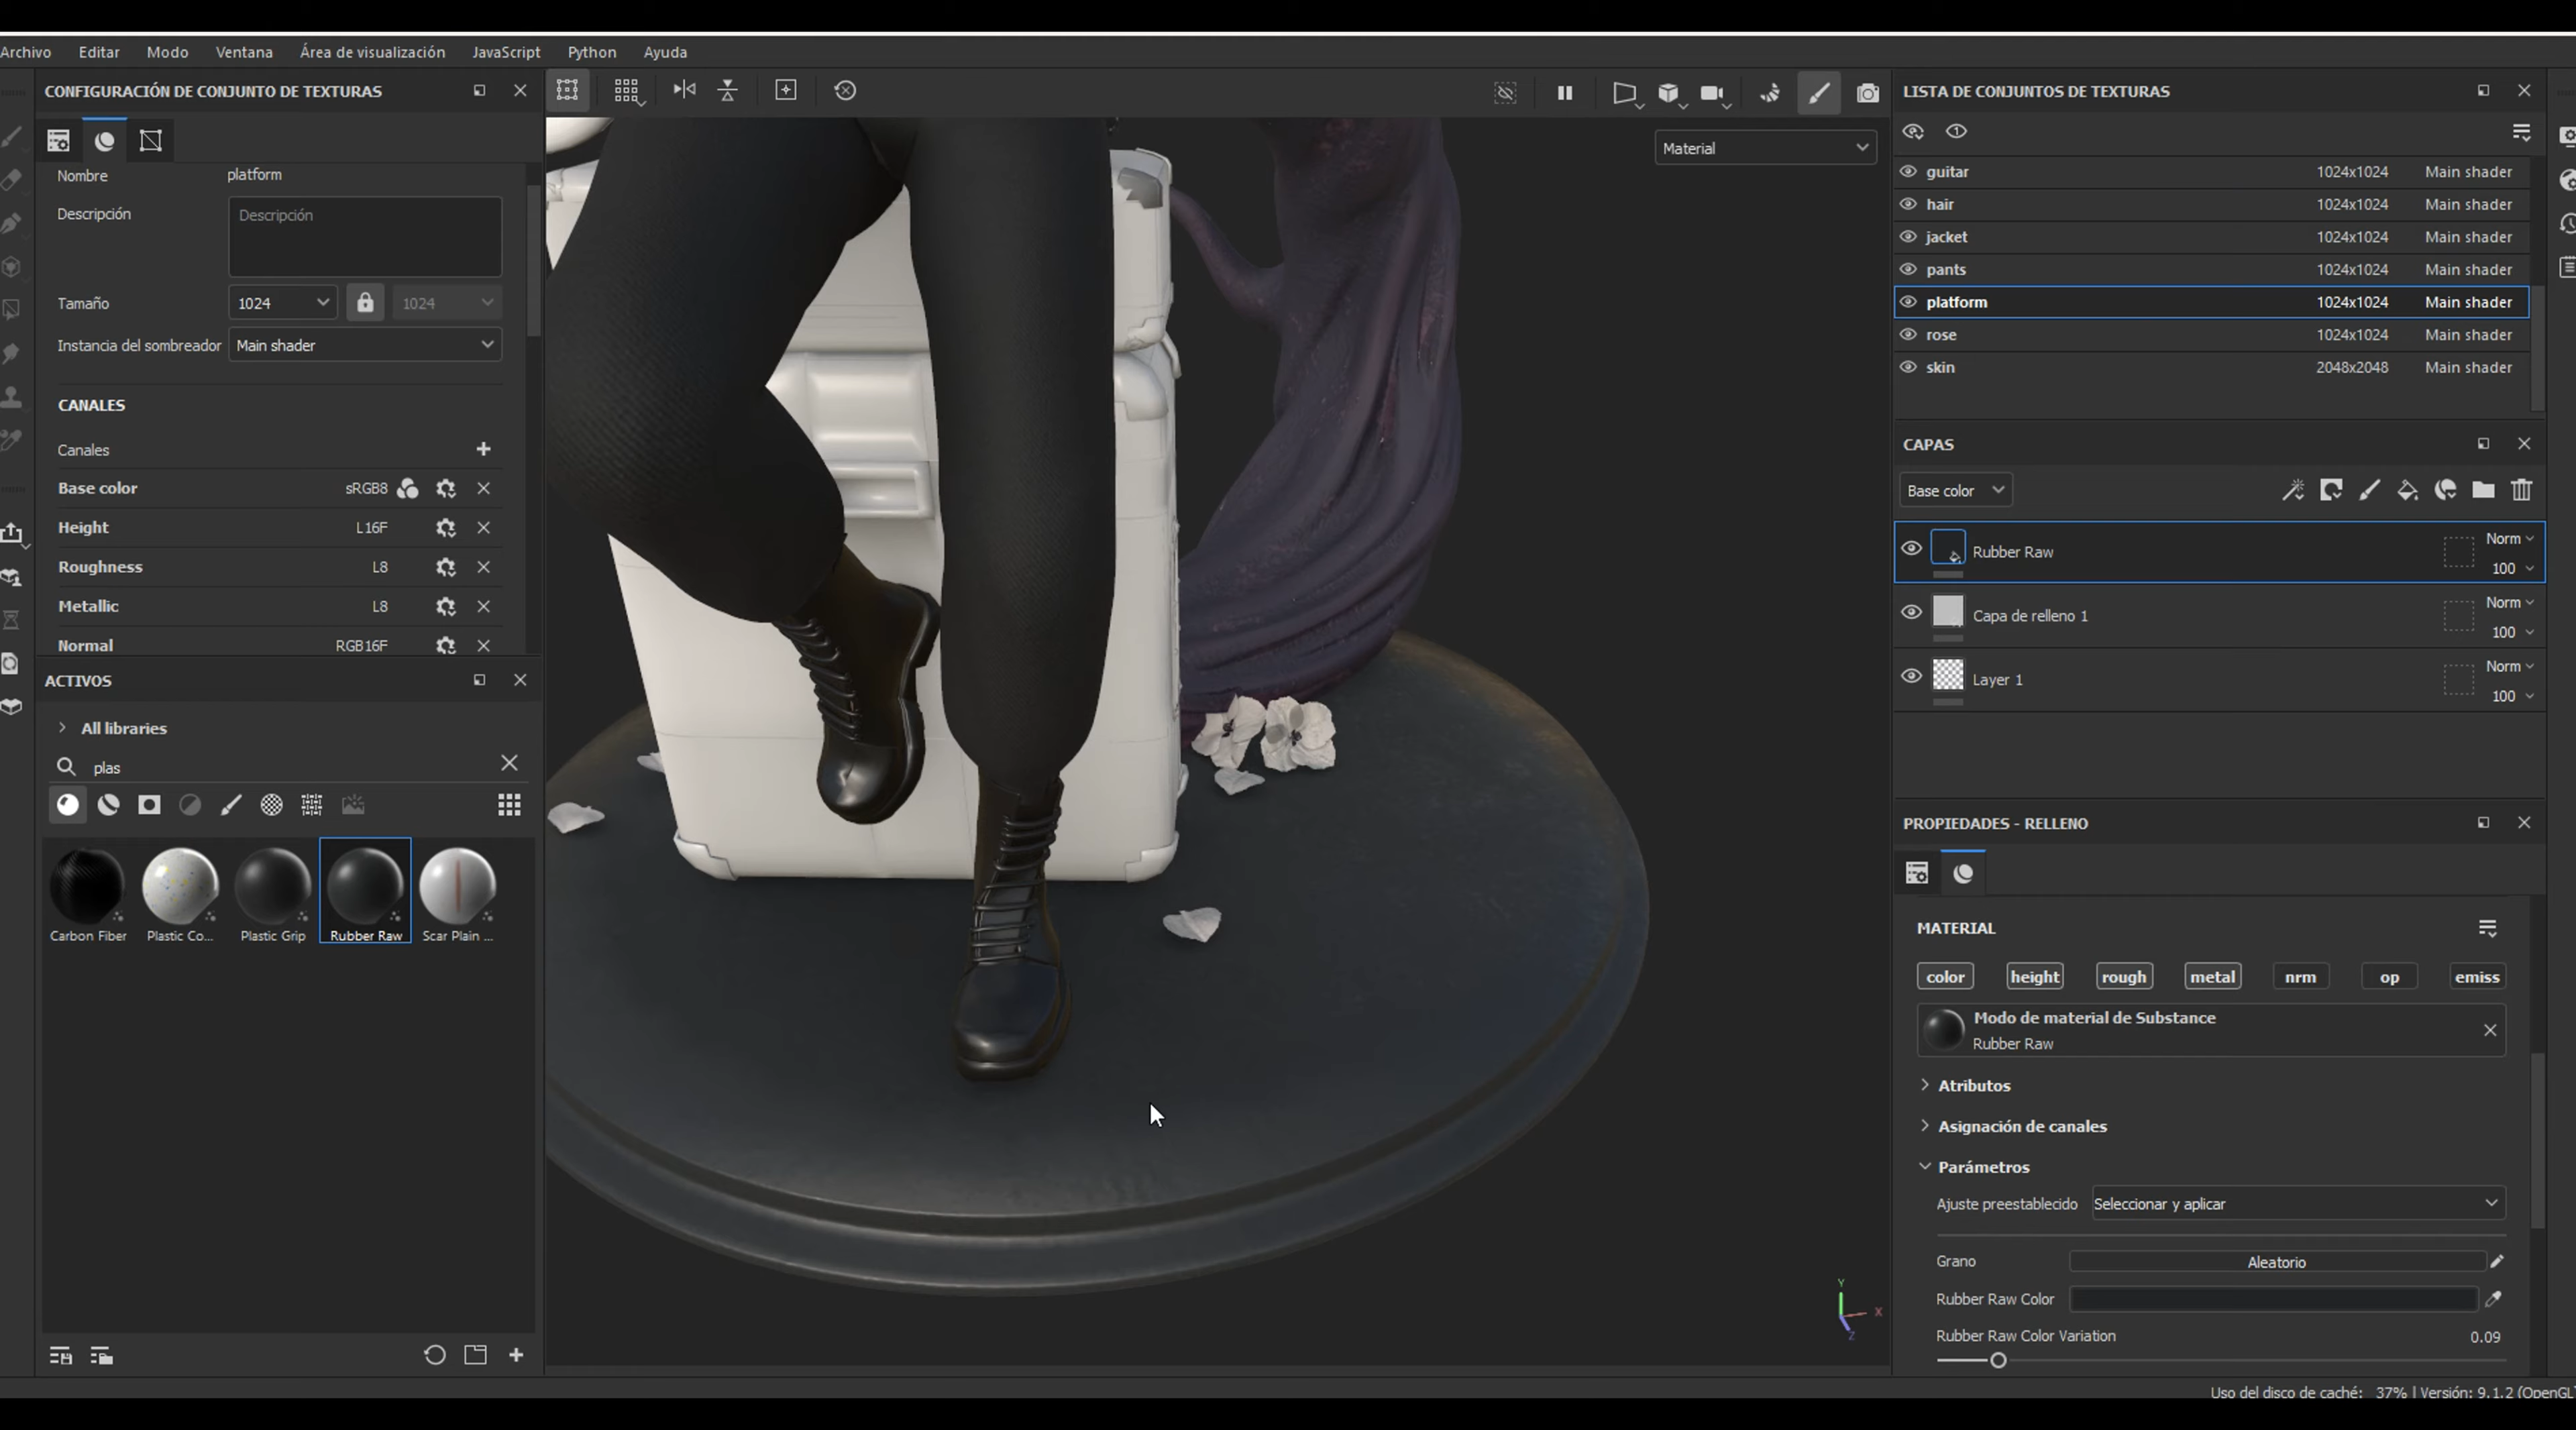 Archivo Editar Modo Ventana Área de visualización JavaScript Python Ayuda
CONFIGURACIÓN DE CONJUNTO DE TEXTURAS
Nombre platform
Descripción Descripción
Tamaño 1024 1024
Instancia del sombreador Main shader
CANALES
Canales
Base color sRGB8
Height L16F
Roughness L8
Metallic L8
Normal RGB16F
ACTIVOS
All libraries
plas
Carbon Fiber Plastic Co... Plastic Grip Rubber Raw Scar Plain ...
Material
Y
X
Z
LISTA DE CONJUNTOS DE TEXTURAS
guitar 1024x1024 Main shader
hair 1024x1024 Main shader
jacket 1024x1024 Main shader
pants 1024x1024 Main shader
platform 1024x1024 Main shader
rose 1024x1024 Main shader
skin 2048x2048 Main shader
CAPAS
Base color
Rubber Raw Norm
100
Capa de relleno 1 Norm
100
Layer 1 Norm
100
PROPIEDADES - RELLENO
MATERIAL
color height rough metal nrm op emiss
Modo de material de Substance
Rubber Raw
Atributos
Asignación de canales
Parámetros
Ajuste preestablecido Seleccionar y aplicar
Grano Aleatorio
Rubber Raw Color
Rubber Raw Color Variation 0.09
Uso del disco de caché: 37% | Versión: 9.1.2 (OpenGL